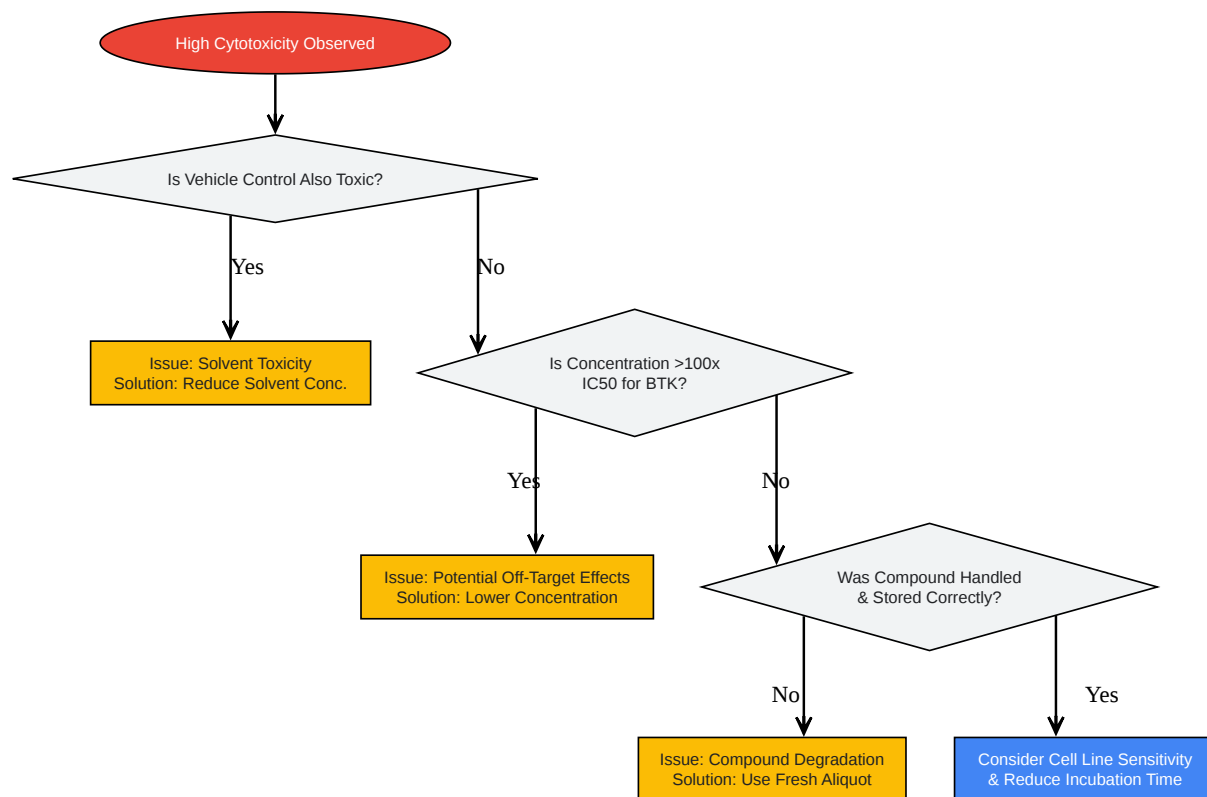 High Cytotoxicity Observed
Is Vehicle Control Also Toxic?
Yes
No
Issue: Solvent Toxicity
Solution: Reduce Solvent Conc.
Is Concentration >100x
IC50 for BTK?
Yes
No
Issue: Potential Off-Target Effects
Solution: Lower Concentration
Was Compound Handled
& Stored Correctly?
No
Yes
Issue: Compound Degradation
Solution: Use Fresh Aliquot
Consider Cell Line Sensitivity
& Reduce Incubation Time